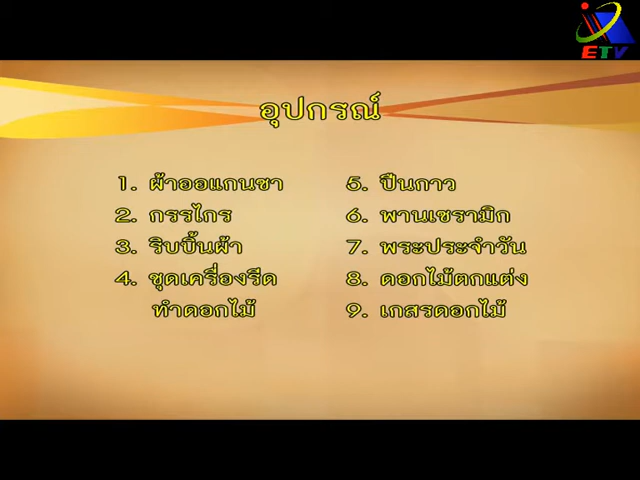 ETV
อุปกรณ์
1. ผ้าออแกนซา
2. กรรไกร
3. ริบบิ้นผ้า
4. ชุดเครื่องรีด
ทำดอกไม้
5. ปืนกาว
6. พานเซรามิก
7. พระประจำวัน
8. ดอกไม้ตกแต่ง
9. เกสรดอกไม้